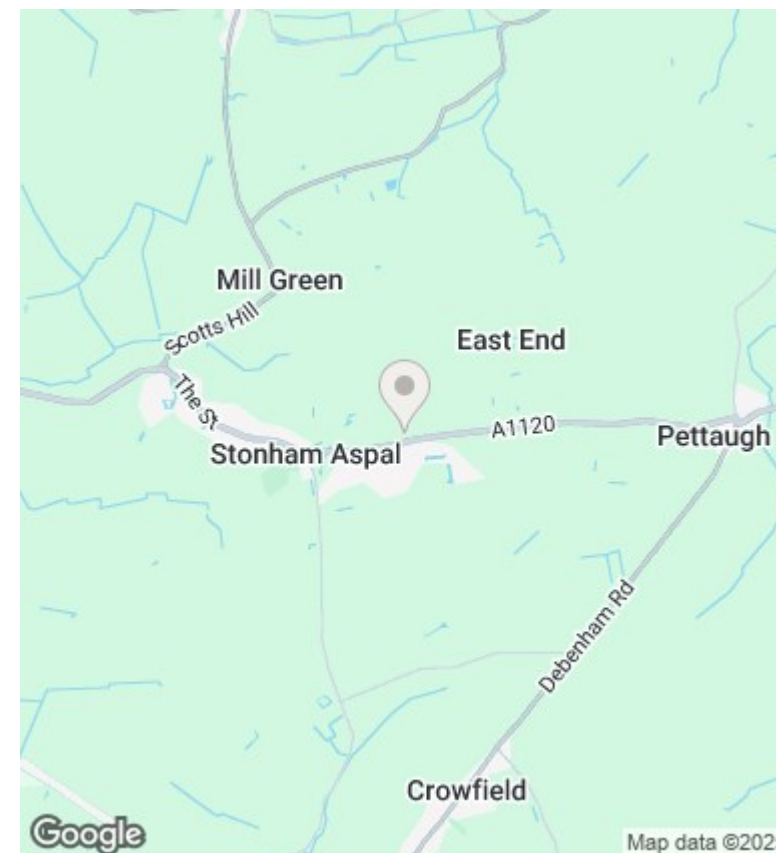 Mill Green
Scotts Hill
East End
The St
A1120
Stonham Aspal
Pettaugh
Debenham Rd
Crowfield
Google
Map data ©202